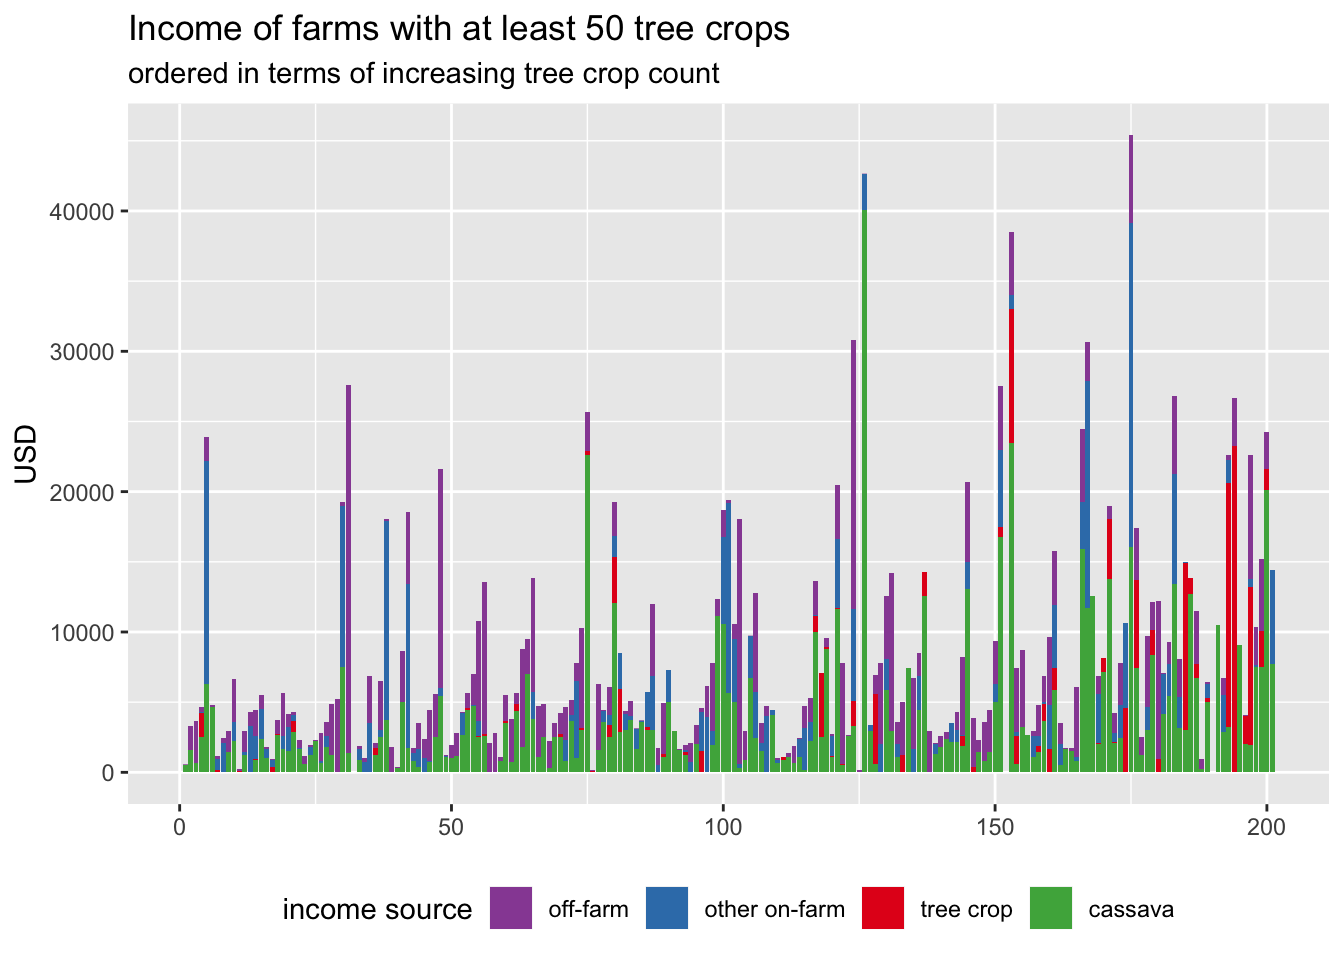 Income of farms with at least 50 tree crops
ordered in terms of increasing tree crop count
USD
40000
30000
20000
10000
0
0 50 100 150 200
income source off-farm other on-farm tree crop cassava